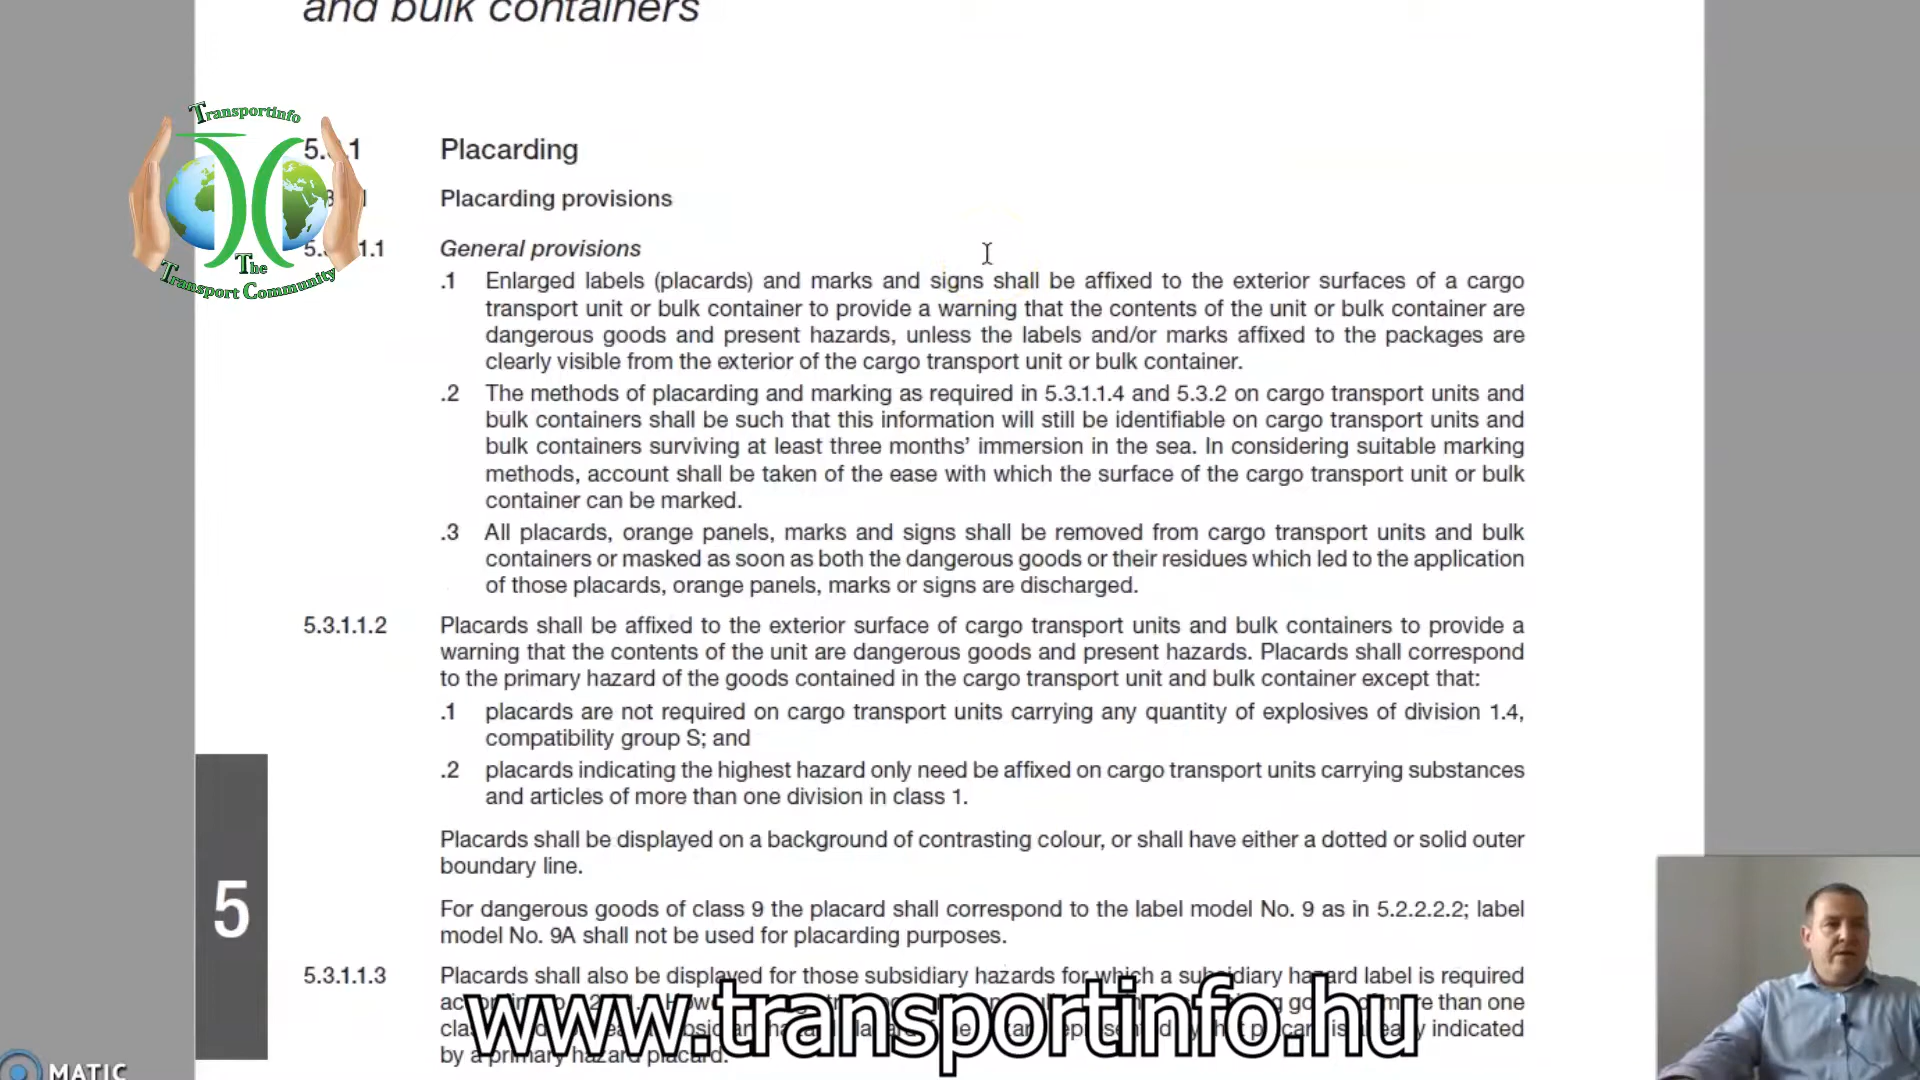 and bulk containers
Transportinfo
The
Transport Community
Placarding
Placarding provisions
General provisions
.1 Enlarged labels (placards) and marks and signs shall be affixed to the exterior surfaces of a cargo
transport unit or bulk container to provide a warning that the contents of the unit or bulk container are
dangerous goods and present hazards, unless the labels and/or marks affixed to the packages are
clearly visible from the exterior of the cargo transport unit or bulk container.
.2 The methods of placarding and marking as required in 5.3.1.1.4 and 5.3.2 on cargo transport units and
bulk containers shall be such that this information will still be identifiable on cargo transport units and
bulk containers surviving at least three months’ immersion in the sea. In considering suitable marking
methods, account shall be taken of the ease with which the surface of the cargo transport unit or bulk
container can be marked.
.3 All placards, orange panels, marks and signs shall be removed from cargo transport units and bulk
containers or masked as soon as both the dangerous goods or their residues which led to the application
of those placards, orange panels, marks or signs are discharged.
5.3.1.1.2 Placards shall be affixed to the exterior surface of cargo transport units and bulk containers to provide a
warning that the contents of the unit are dangerous goods and present hazards. Placards shall correspond
to the primary hazard of the goods contained in the cargo transport unit and bulk container except that:
.1 placards are not required on cargo transport units carrying any quantity of explosives of division 1.4,
compatibility group S; and
.2 placards indicating the highest hazard only need be affixed on cargo transport units carrying substances
and articles of more than one division in class 1.
Placards shall be displayed on a background of contrasting colour, or shall have either a dotted or solid outer
boundary line.
5
For dangerous goods of class 9 the placard shall correspond to the label model No. 9 as in 5.2.2.2.2; label
model No. 9A shall not be used for placarding purposes.
5.3.1.1.3 Placards shall also be displayed for those subsidiary hazards for which a subsidiary hazard label is required
more than one
indicated
by a primary hazard placard.
www.transportinfo.hu
MATIC